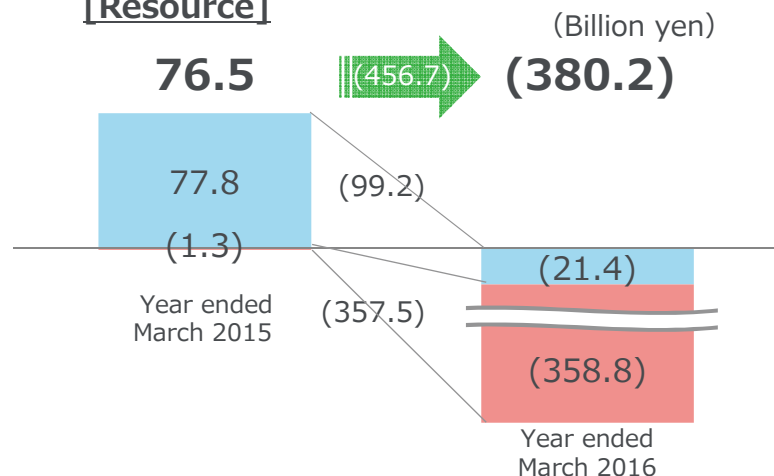 [Resource]
(Billion yen)
76.5
(456.7)
(380.2)
77.8
(99.2)
(1.3)
(21.4)
Year ended
March 2015
(357.5)
(358.8)
Year ended
March 2016